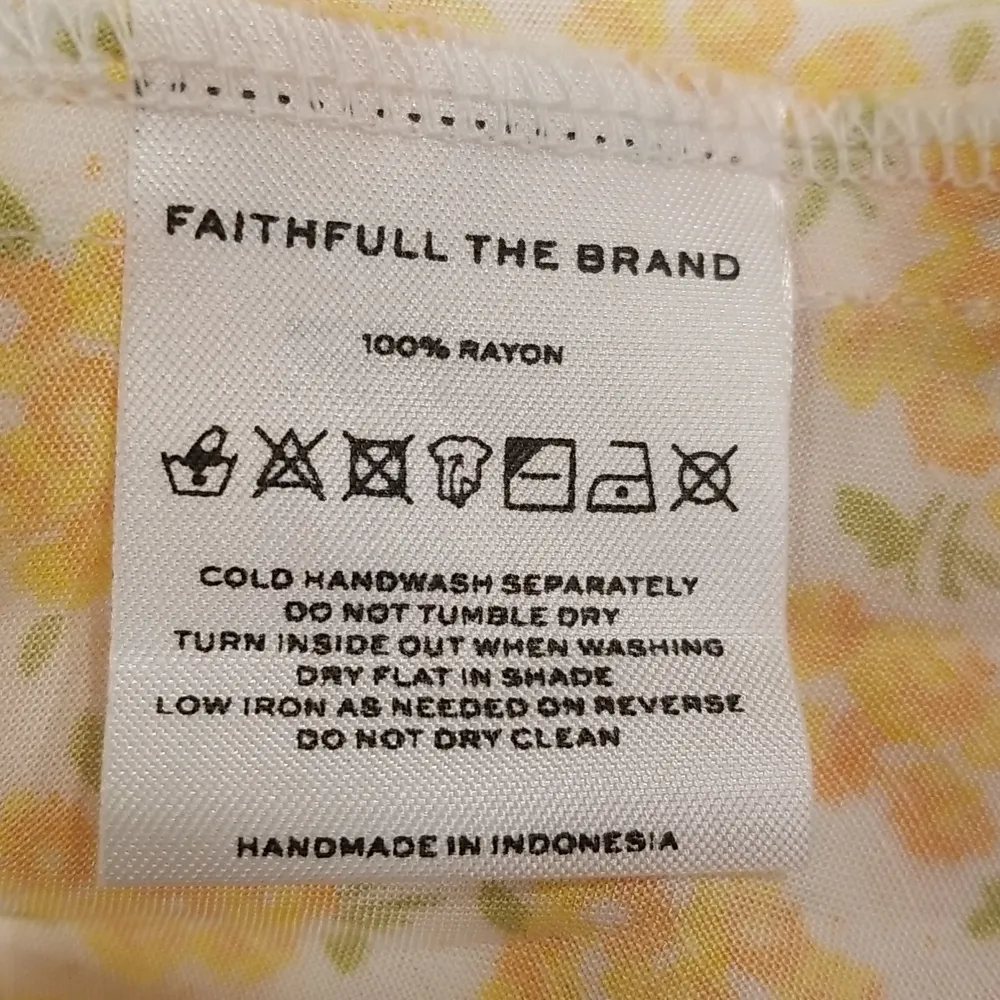 FAITHFULL THE BRAND
100% RAYON
COLD HANDWASH SEPARATELY
DO NOT TUMBLE DRY
TURN INSIDE OUT WHEN WASHING
DRY FLAT IN SHADE
LOW IRON AS NEEDED ON REVERSE
DO NOT DRY CLEAN
HANDMADE IN INDONESIA